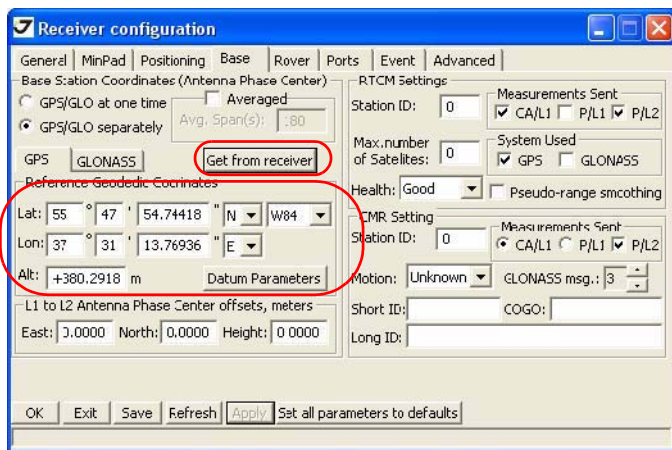 Receiver configuration
General MinPad Positioning Base Rover Ports Event Advanced
Base Station Coordinates (Antenna Phase Center)
GPS/GLO at one time
Averaged
GPS/GLO separately
Avg. Span(s): 180
GPS GLONASS Get from receiver
Reference Geodedic Cocrinates
Lat: 55 ° 47 ' 54.74418 " N W84
Lon: 37 ° 31 ' 13.76936 " E
Alt: +380.2918 m Datum Parameters
L1 to L2 Antenna Phase Center offsets, meters
East: 0.0000 North: 0.0000 Height: 0 0000
RTCM Settings
Station ID: 0
Measurements Sent
CA/L1 P/L1 P/L2
Max.number
of Satelites: 0
System Used
GPS GLONASS
Health: Good Pseudo-range smcothing
CMR Setting
Station ID: 0
Measurements Sent
CA/L1 P/L1 P/L2
Motion: Unknown GLONASS msg.: 3
Short ID: COGO:
Long ID:
OK Exit Save Refresh Apply Set all parameters to defaults